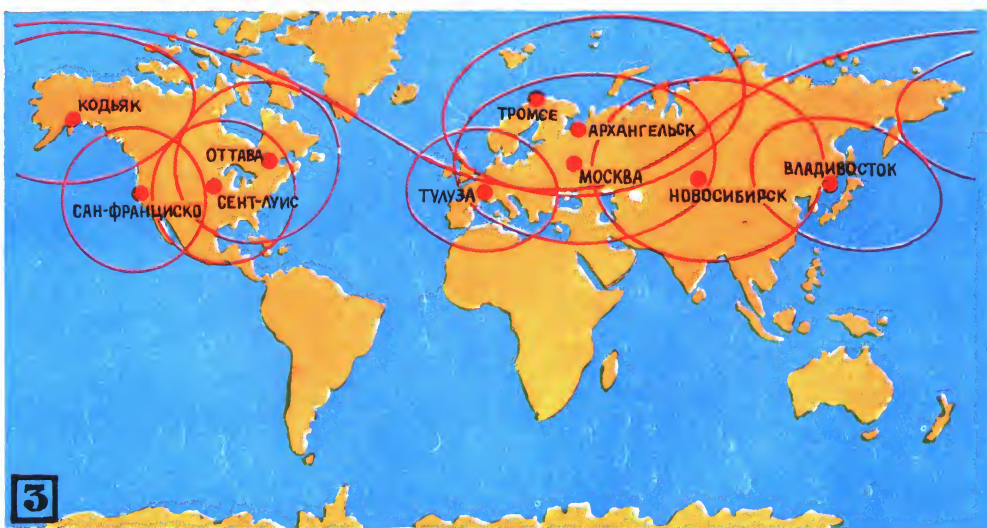 КОДЬЯК
ОТТАВА
САН-ФРАНЦИСКО
СЕНТ-ЛУИС
ТРОМСЕ
АРХАНГЕЛЬСК
МОСКВА
ТУЛУЗА
НОВОСИБИРСК
ВЛАДИВОСТОК
3